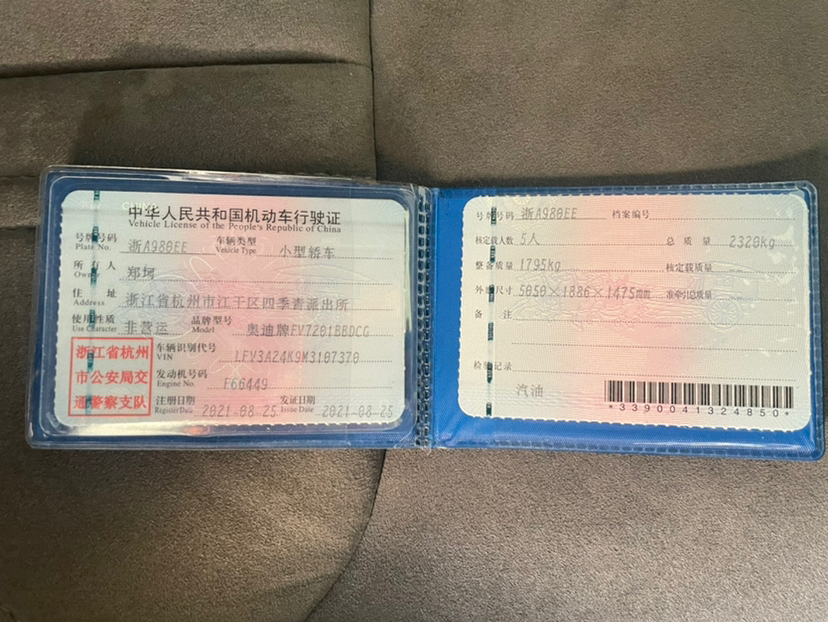 中华人民共和国机动车行驶证
Vehicle License of the People's Republic of China
号牌号码 Plate No. 浙A980EE 车辆类型 Vehicle Type 小型轿车
所有人 Owner 郑坷
住址 Address 浙江省杭州市江干区四季青派出所
使用性质 Use Character 非营运 品牌型号 Model 奥迪牌FV7201BBDCG
浙江省杭州市公安局交通警察支队
车辆识别代号 VIN LFV3A24K9M3107370
发动机号码 Engine No. F66449
注册日期 Register Date 2021-08-25 发证日期 Issue Date 2021-08-25
号牌号码 浙A980EE 档案编号
核定载人数 5人 总质量 2320kg
整备质量 1795kg 核定载质量 --
外廓尺寸 5050×1886×1475mm 准牵引总质量 --
备注
检验记录
汽油
*3390041324850*